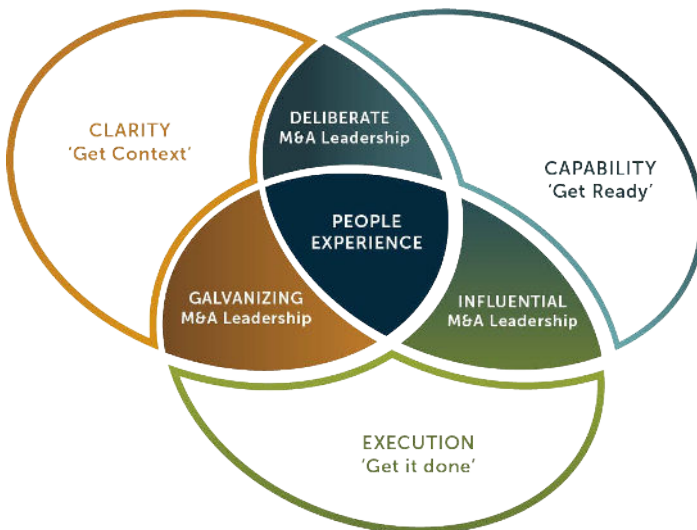 DELIBERATE
M&A Leadership
CLARITY
'Get Context'
CAPABILITY
'Get Ready'
PEOPLE
EXPERIENCE
GALVANIZING
M&A Leadership
INFLUENTIAL
M&A Leadership
EXECUTION
'Get it done'